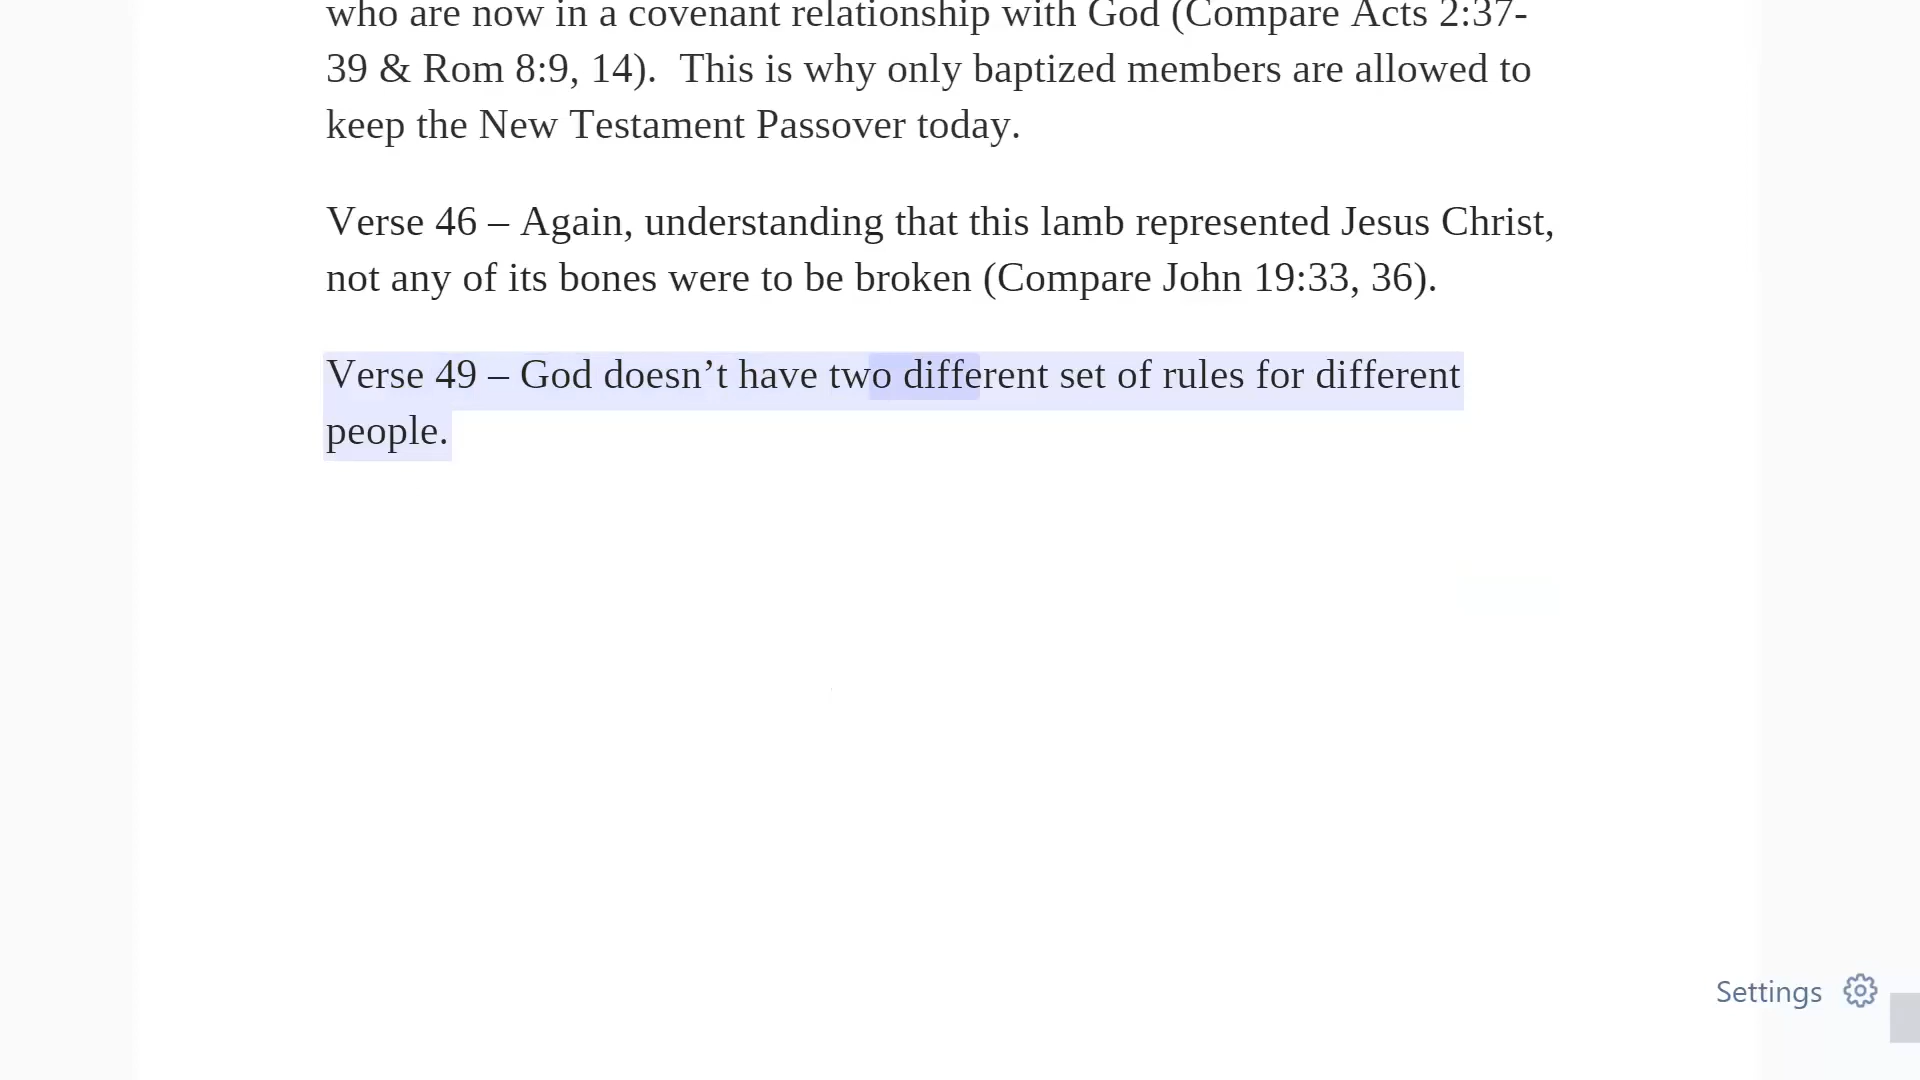 who are now in a covenant relationship with God (Compare Acts 2:37-
39 & Rom 8:9, 14).  This is why only baptized members are allowed to
keep the New Testament Passover today.
Verse 46 – Again, understanding that this lamb represented Jesus Christ,
not any of its bones were to be broken (Compare John 19:33, 36).
Verse 49 – God doesn’t have two different set of rules for different
people.
Settings